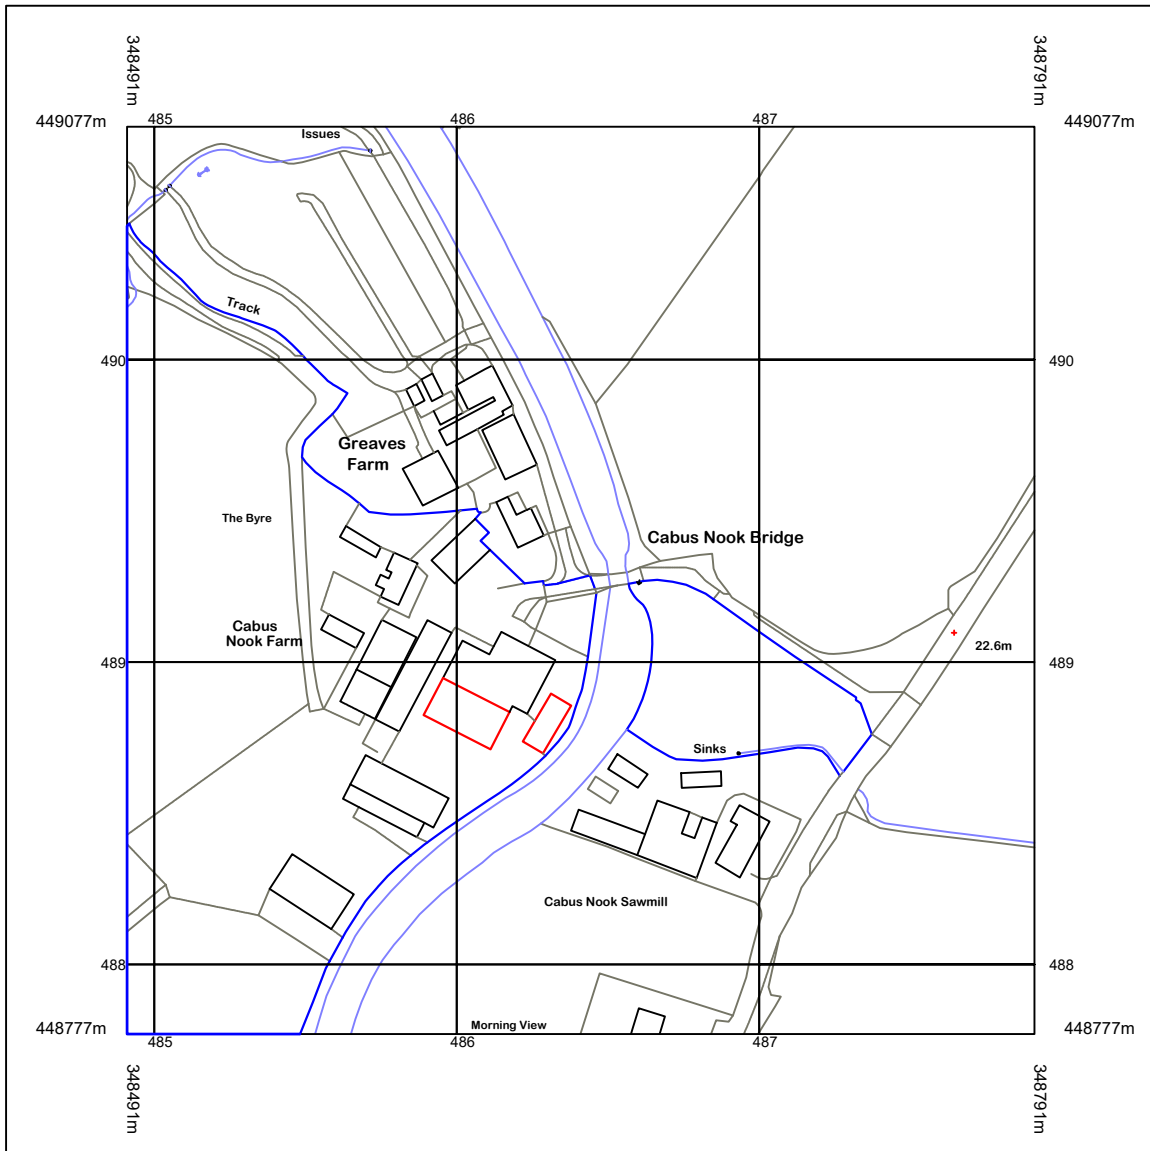 348491m
348791m
449077m
485
486
487
449077m
Issues
Track
490
490
Greaves
Farm
The Byre
Cabus Nook Bridge
Cabus
Nook Farm
22.6m
489
489
Sinks
Cabus Nook Sawmill
488
488
Morning View
448777m
485
486
487
448777m
348491m
348791m